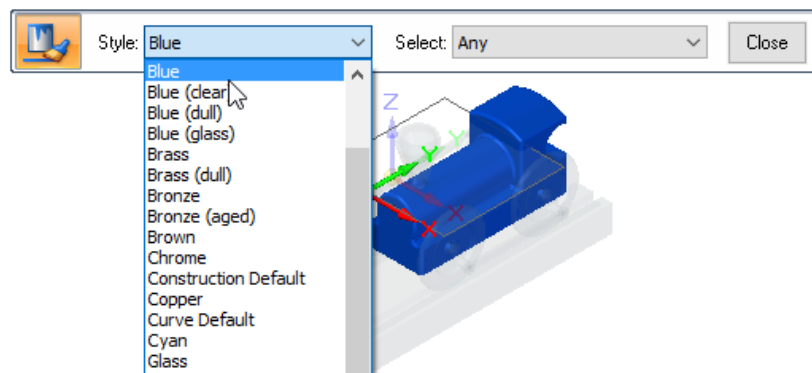 Style: Blue Select: Any Close
Blue
Blue (clear)
Blue (dull)
Blue (glass)
Brass
Brass (dull)
Bronze
Bronze (aged)
Brown
Chrome
Construction Default
Copper
Curve Default
Cyan
Glass
Z
Y
Y
X
X